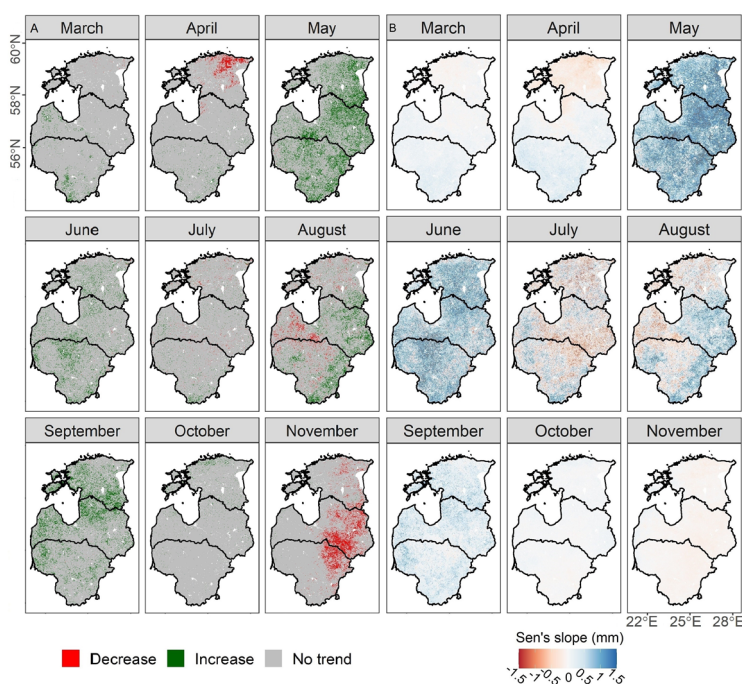 A March April May B March April May
60°N
58°N
56°N
June July August June July August
September October November September October November
22°E 25°E 28°E
Sen's slope (mm)
Decrease Increase No trend
-1.5 -1 -0.5 0 0.5 1 1.5